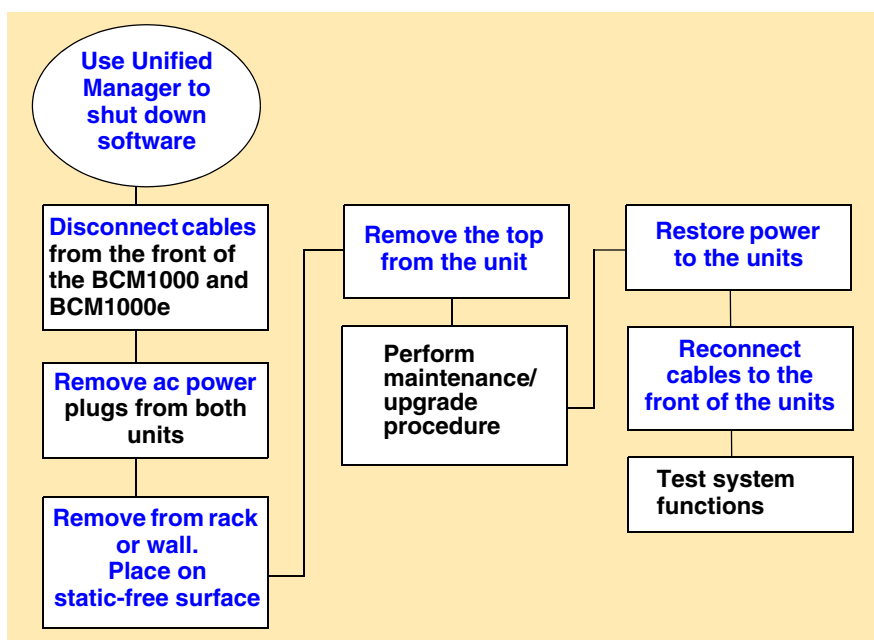 Use Unified
Manager to
shut down
software
Disconnect cables
from the front of
the BCM1000 and
BCM1000e
Remove ac power
plugs from both
units
Remove from rack
or wall.
Place on
static-free surface
Remove the top
from the unit
Perform
maintenance/
upgrade
procedure
Restore power
to the units
Reconnect
cables to the
front of the units
Test system
functions